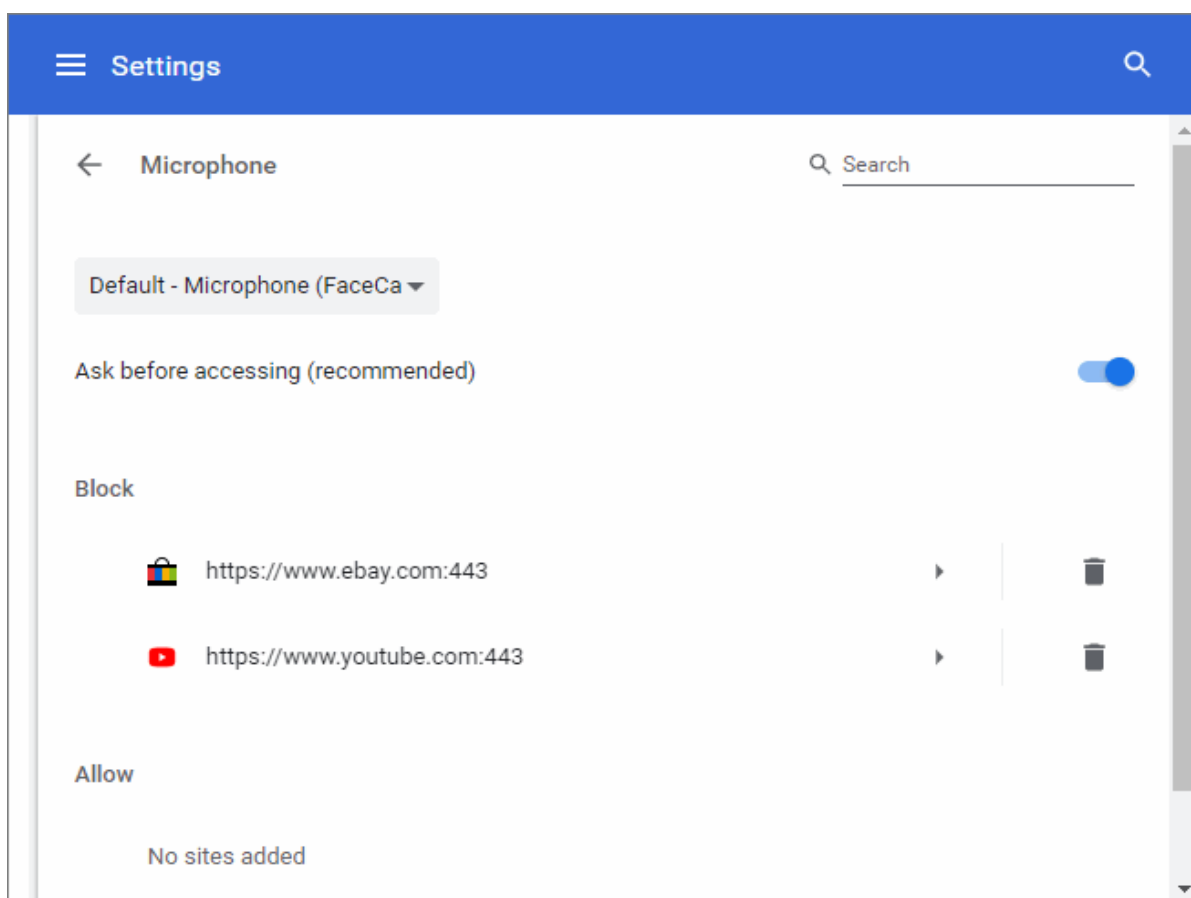 Settings
Microphone
Search
Default - Microphone (FaceCa
Ask before accessing (recommended)
Block
https://www.ebay.com:443
https://www.youtube.com:443
Allow
No sites added